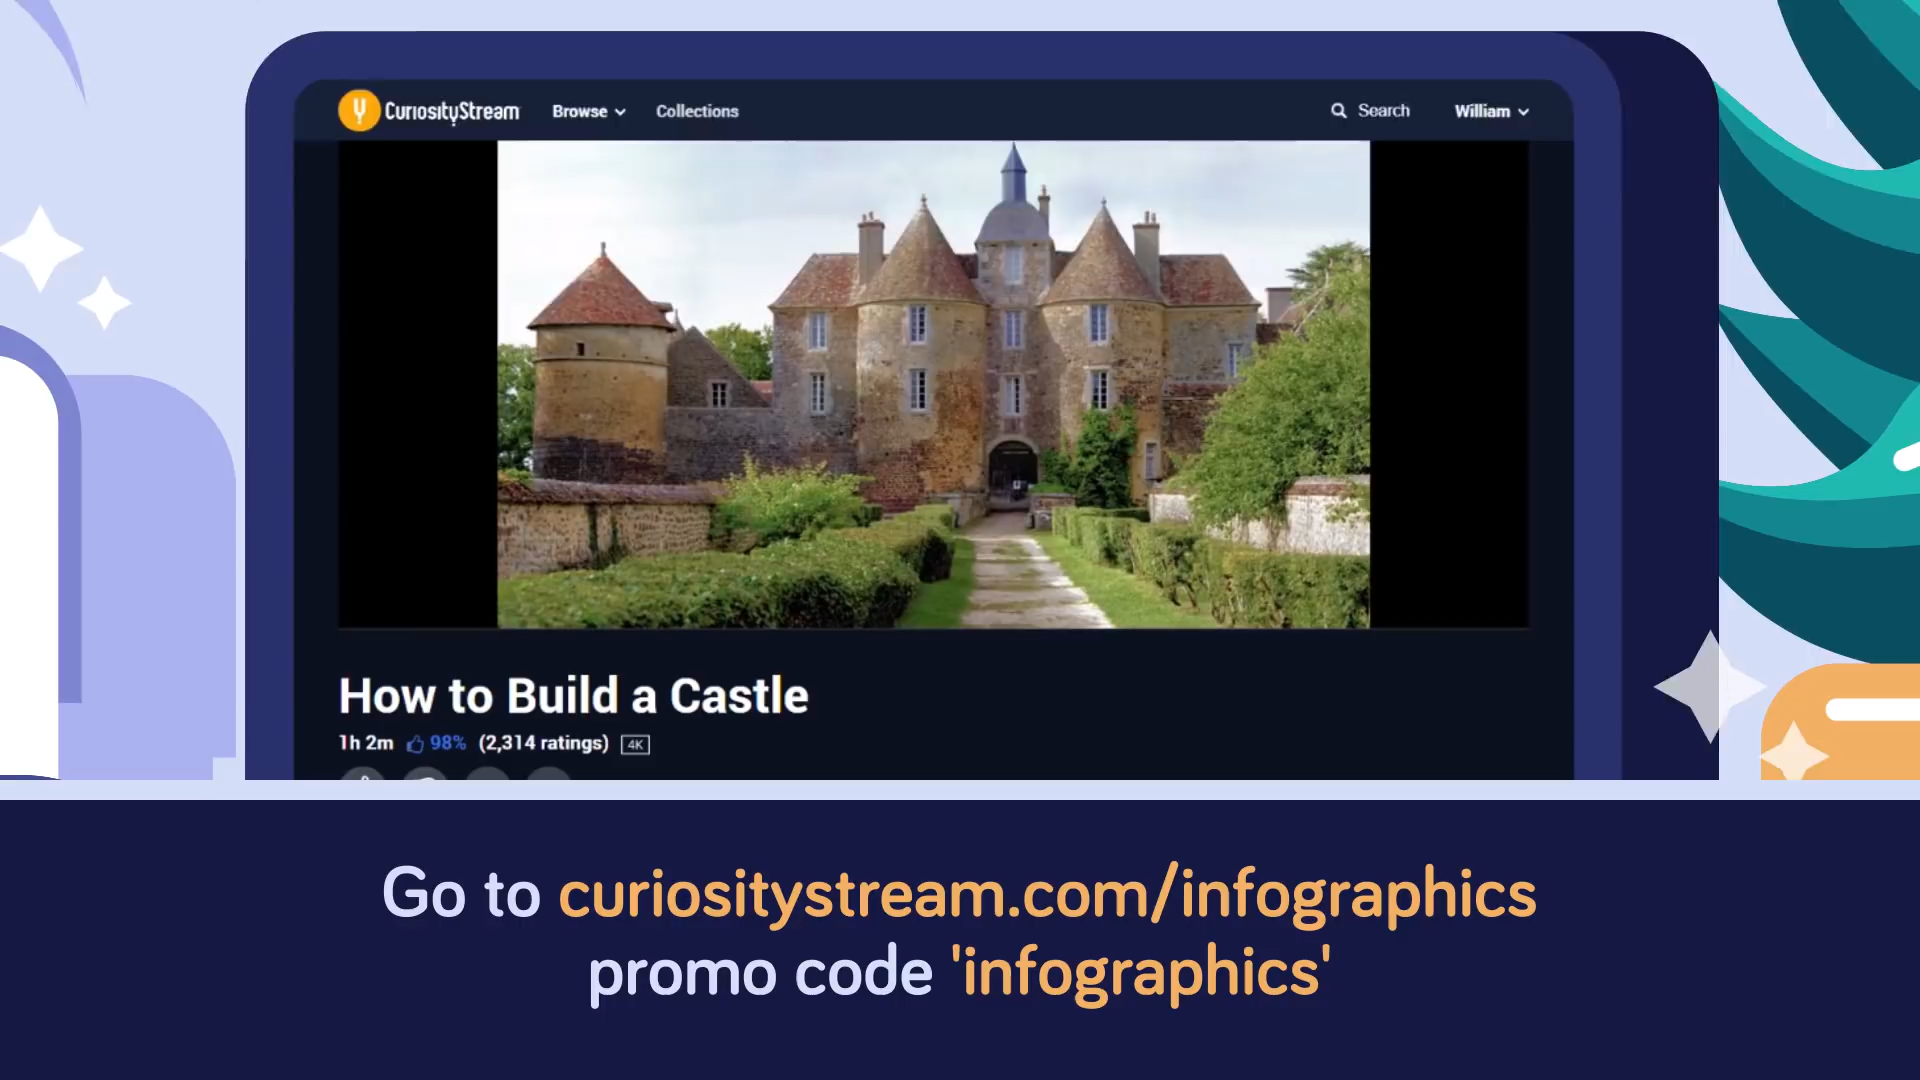 CuriosityStream Browse Collections Search William
How to Build a Castle
1h 2m 98% (2,314 ratings) 4K
Go to curiositystream.com/infographics
promo code 'infographics'